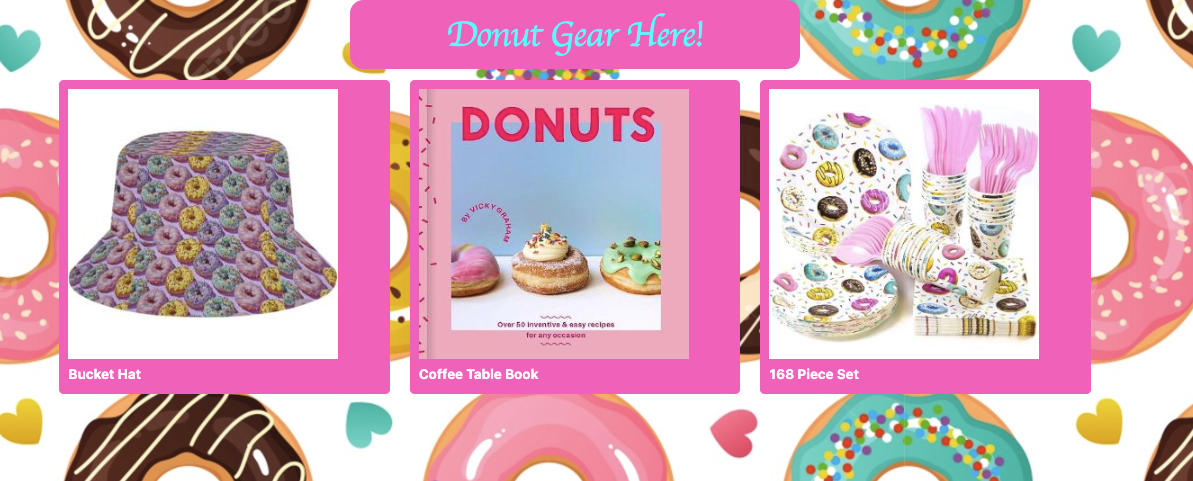 Donut Gear Here!
DONUTS
BY VICKY GRAHAM
Over 50 inventive & easy recipes
for any occasion
Bucket Hat
Coffee Table Book
168 Piece Set